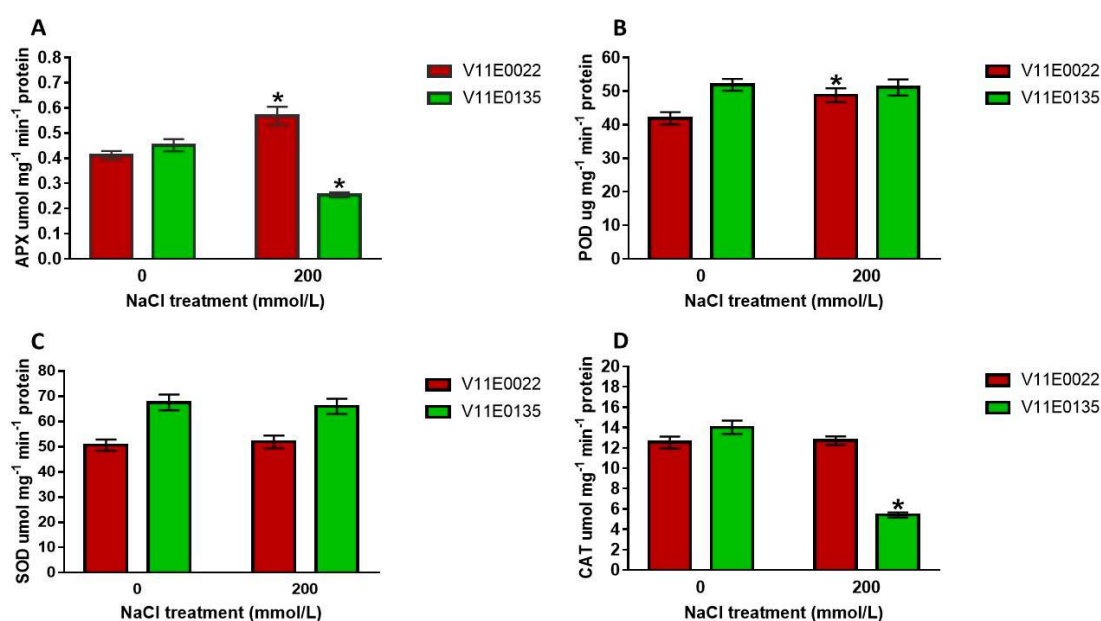 A
APX umol mg⁻¹ min⁻¹ protein
0.8
0.7
0.6
0.5
0.4
0.3
0.2
0.1
0.0
*
*
0 200
NaCl treatment (mmol/L)
V11E0022
V11E0135
B
POD ug mg⁻¹ min⁻¹ protein
60
50
40
30
20
10
0
*
0 200
NaCl treatment (mmol/L)
V11E0022
V11E0135
C
SOD umol mg⁻¹ min⁻¹ protein
80
70
60
50
40
30
20
10
0
0 200
NaCl treatment (mmol/L)
V11E0022
V11E0135
D
CAT umol mg⁻¹ min⁻¹ protein
20
18
16
14
12
10
8
6
4
2
0
*
0 200
NaCl treatment (mmol/L)
V11E0022
V11E0135